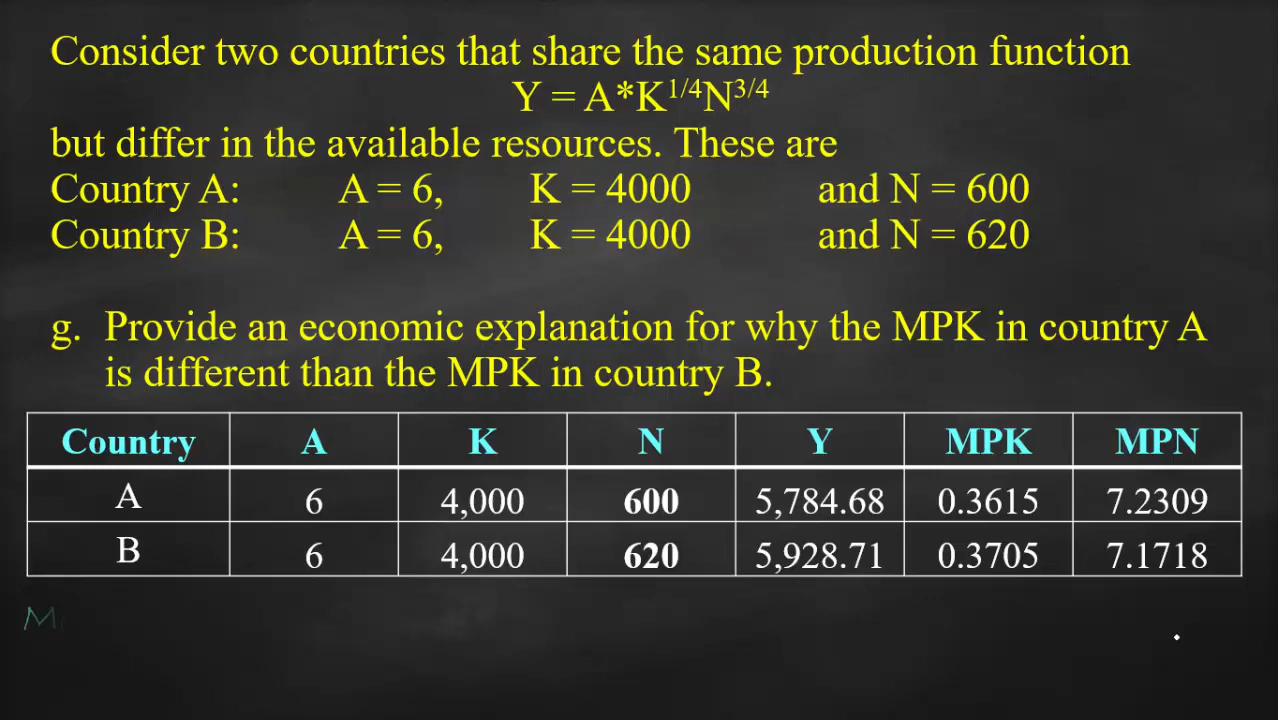 Consider two countries that share the same production function
Y = A*K^1/4N^3/4
but differ in the available resources. These are
Country A: A = 6, K = 4000 and N = 600
Country B: A = 6, K = 4000 and N = 620
g. Provide an economic explanation for why the MPK in country A
is different than the MPK in country B.
Country A K N Y MPK MPN
A 6 4,000 600 5,784.68 0.3615 7.2309
B 6 4,000 620 5,928.71 0.3705 7.1718
M